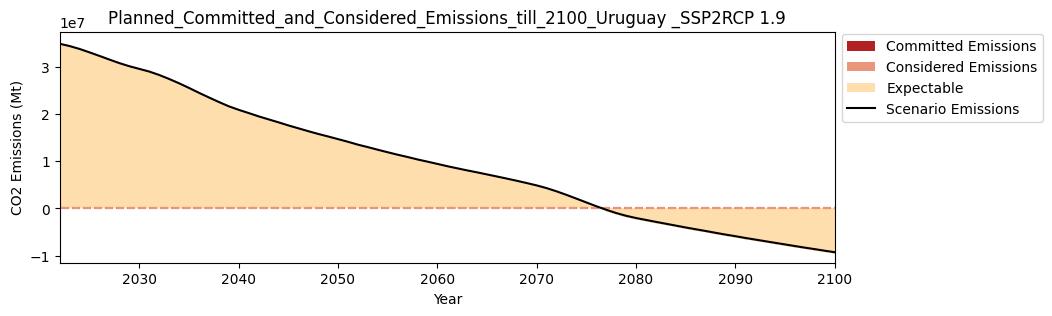 Planned_Committed_and_Considered_Emissions_till_2100_Uruguay _SSP2RCP 1.9
1e7
3
2
1
0
−1
CO2 Emissions (Mt)
2030 2040 2050 2060 2070 2080 2090 2100
Year
Committed Emissions
Considered Emissions
Expectable
Scenario Emissions